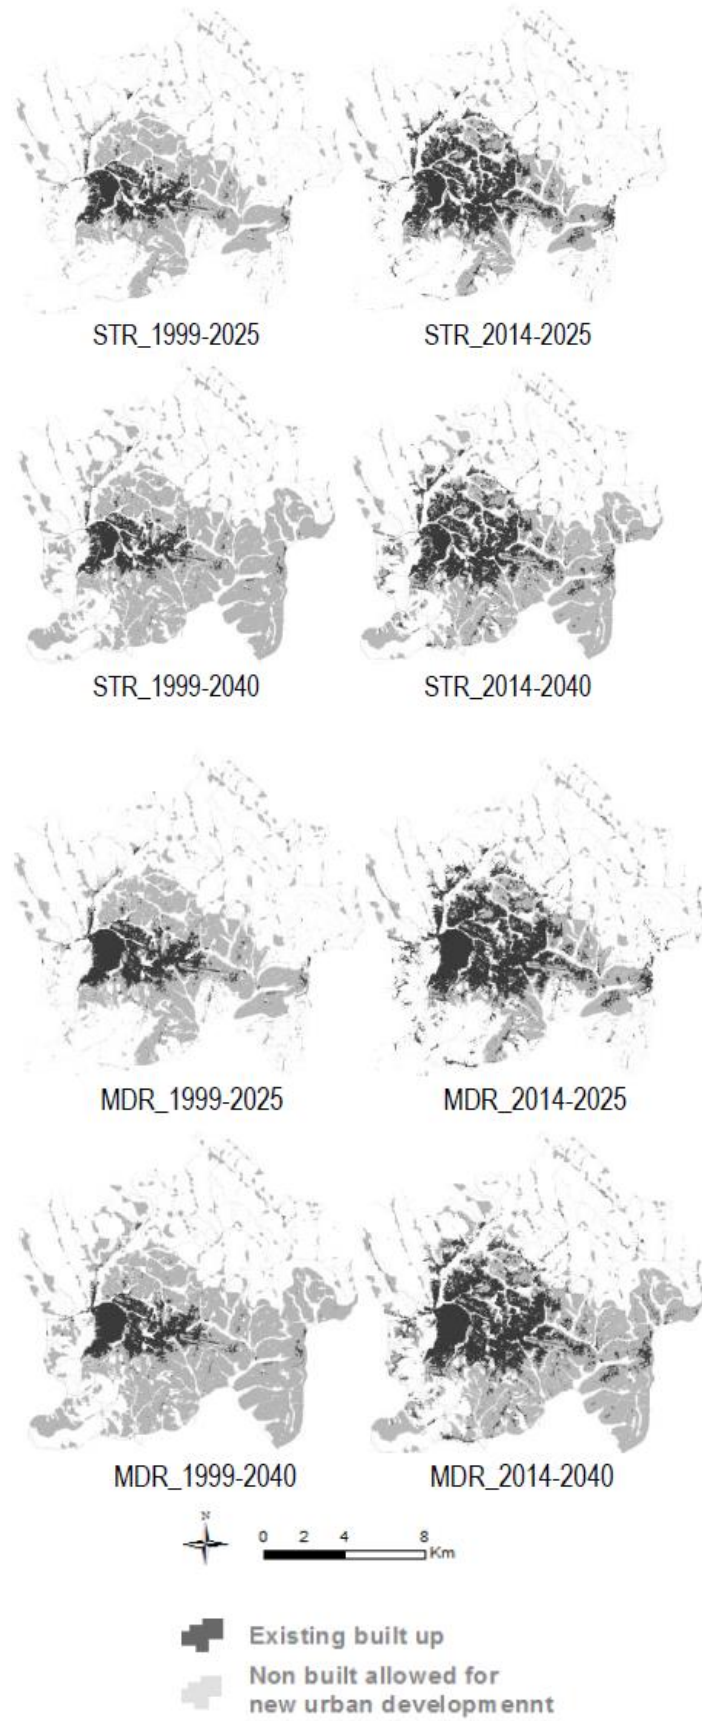 STR_1999-2025
STR_2014-2025
STR_1999-2040
STR_2014-2040
MDR_1999-2025
MDR_2014-2025
MDR_1999-2040
MDR_2014-2040
N
0 2 4 8
Km
Existing built up
Non built allowed for
new urban developmennt